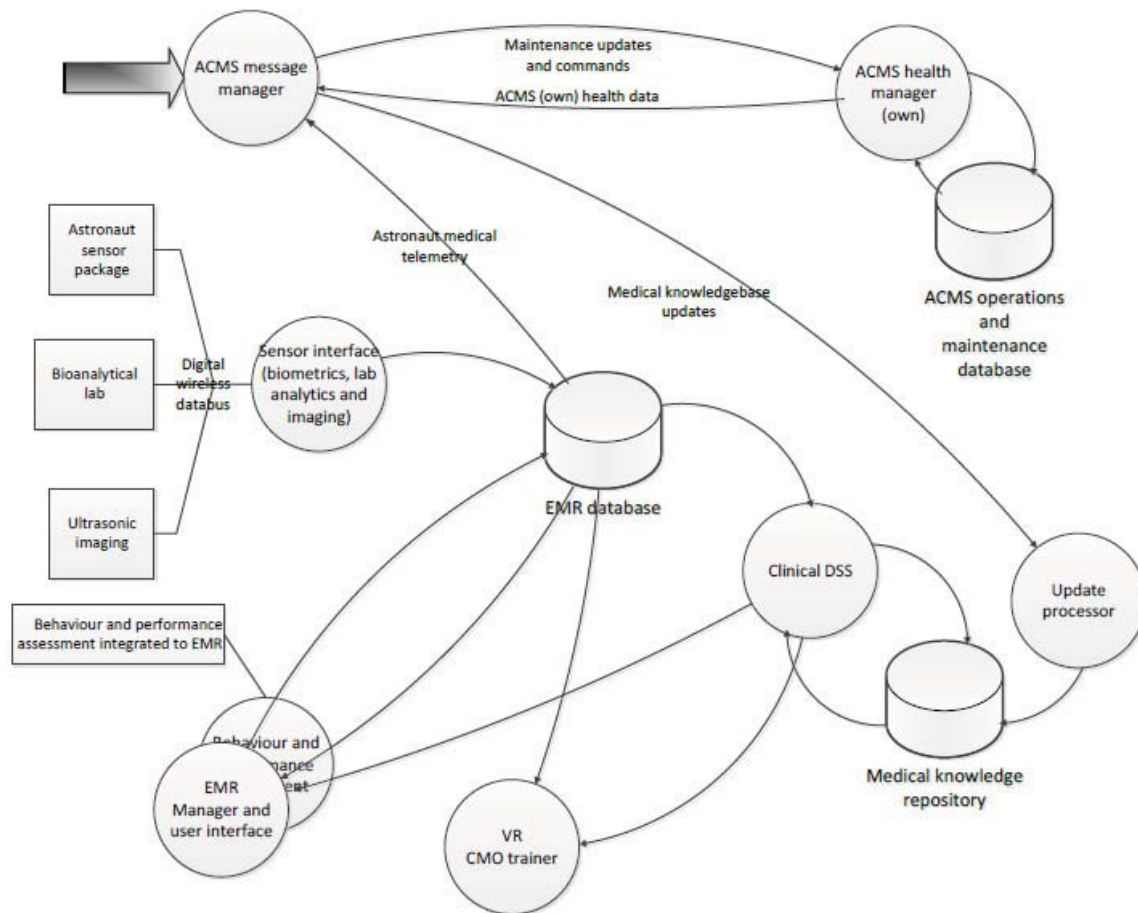 ACMS message
manager
Maintenance updates
and commands
ACMS (own) health data
ACMS health
manager
(own)
Astronaut
sensor
package
Astronaut medical
telemetry
Medical knowledgebase
updates
ACMS operations
and
maintenance
database
Bioanalytical
lab
Digital
wireless
databus
Sensor interface
(biometrics, lab
analytics and
imaging)
Ultrasonic
imaging
EMR database
Clinical DSS
Update
processor
Behaviour and performance
assessment integrated to EMR
Behaviour and
EMR
Manager and
user interface
VR
CMO trainer
Medical knowledge
repository